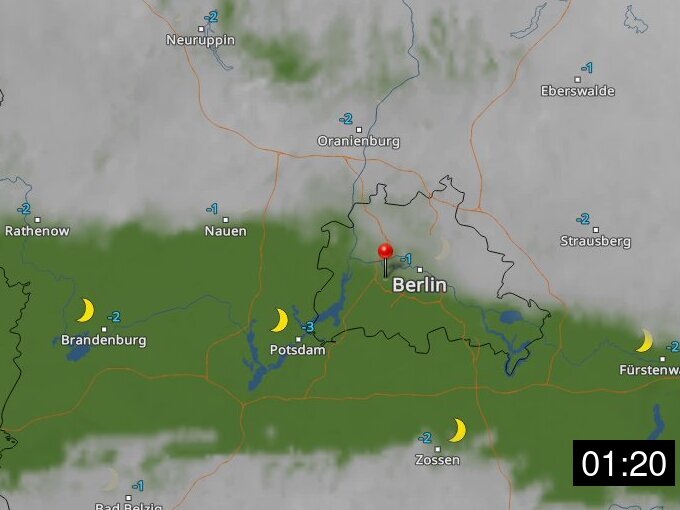 -2
Neuruppin
-1
Eberswalde
-2
Oranienburg
-2
Rathenow
-1
Nauen
-2
Strausberg
-1
Berlin
-2
Brandenburg
-3
Potsdam
-2
Fürstenwa
-2
Zossen
01:20
-1
Bad Belzig